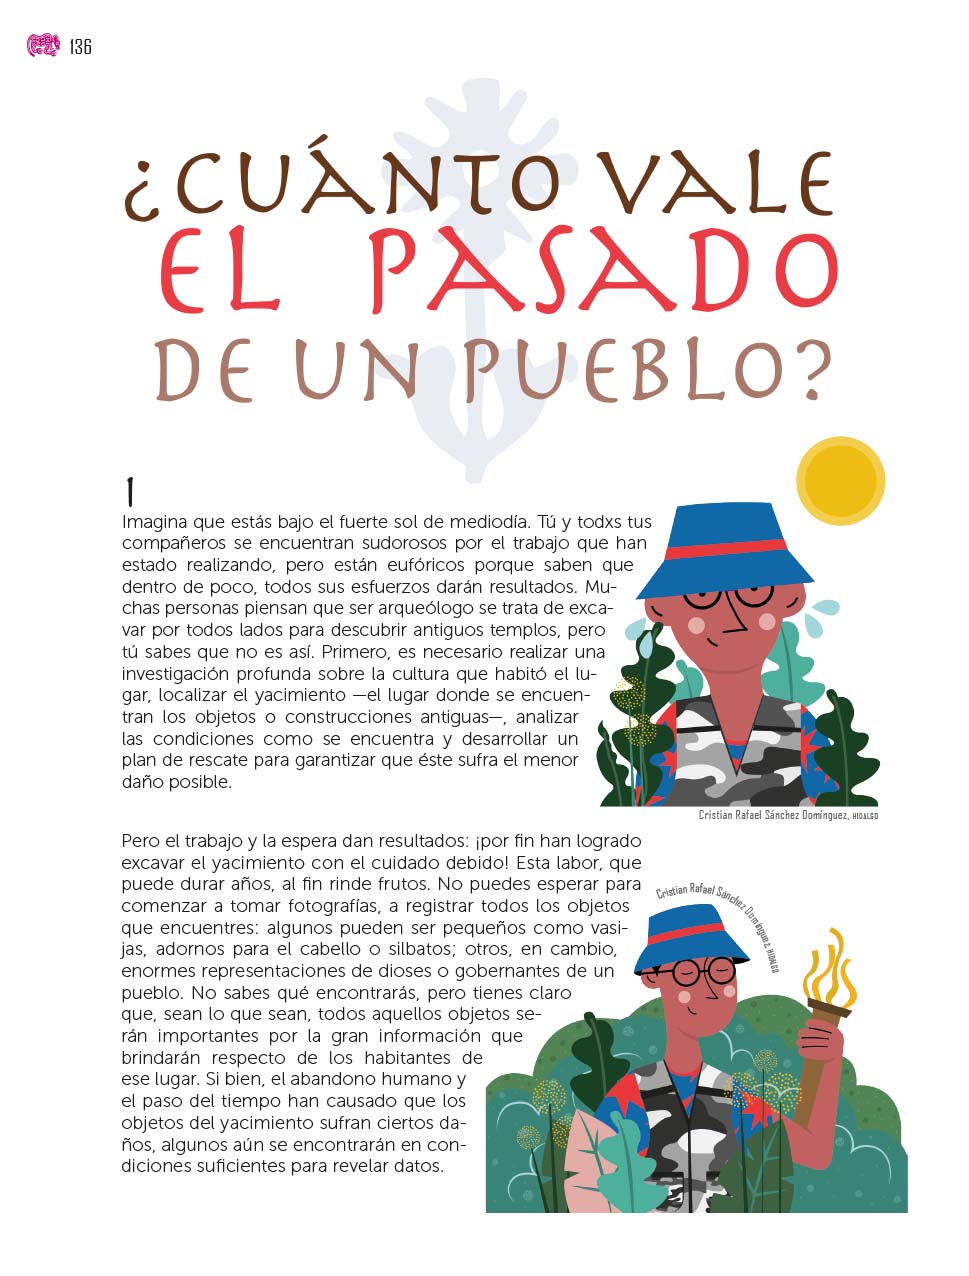 136
¿CUÁNTO VALE
EL PASADO
DE UN PUEBLO?
1
Imagina que estás bajo el fuerte sol de mediodía. Tú y todxs tus
compañeros se encuentran sudorosos por el trabajo que han
estado realizando, pero están eufóricos porque saben que
dentro de poco, todos sus esfuerzos darán resultados. Mu-
chas personas piensan que ser arqueólogo se trata de exca-
var por todos lados para descubrir antiguos templos, pero
tú sabes que no es así. Primero, es necesario realizar una
investigación profunda sobre la cultura que habitó el lu-
gar, localizar el yacimiento —el lugar donde se encuen-
tran los objetos o construcciones antiguas—, analizar
las condiciones como se encuentra y desarrollar un
plan de rescate para garantizar que éste sufra el menor
daño posible.
Cristian Rafael Sánchez Domínguez, HIDALGO
Pero el trabajo y la espera dan resultados: ¡por fin han logrado
excavar el yacimiento con el cuidado debido! Esta labor, que
puede durar años, al fin rinde frutos. No puedes esperar para
comenzar a tomar fotografías, a registrar todos los objetos
que encuentres: algunos pueden ser pequeños como vasi-
jas, adornos para el cabello o silbatos; otros, en cambio,
enormes representaciones de dioses o gobernantes de un
pueblo. No sabes qué encontrarás, pero tienes claro
que, sean lo que sean, todos aquellos objetos se-
rán importantes por la gran información que
brindarán respecto de los habitantes de
ese lugar. Si bien, el abandono humano y
el paso del tiempo han causado que los
objetos del yacimiento sufran ciertos da-
ños, algunos aún se encontrarán en con-
diciones suficientes para revelar datos.
Cristian Rafael Sánchez Domínguez, HIDALGO